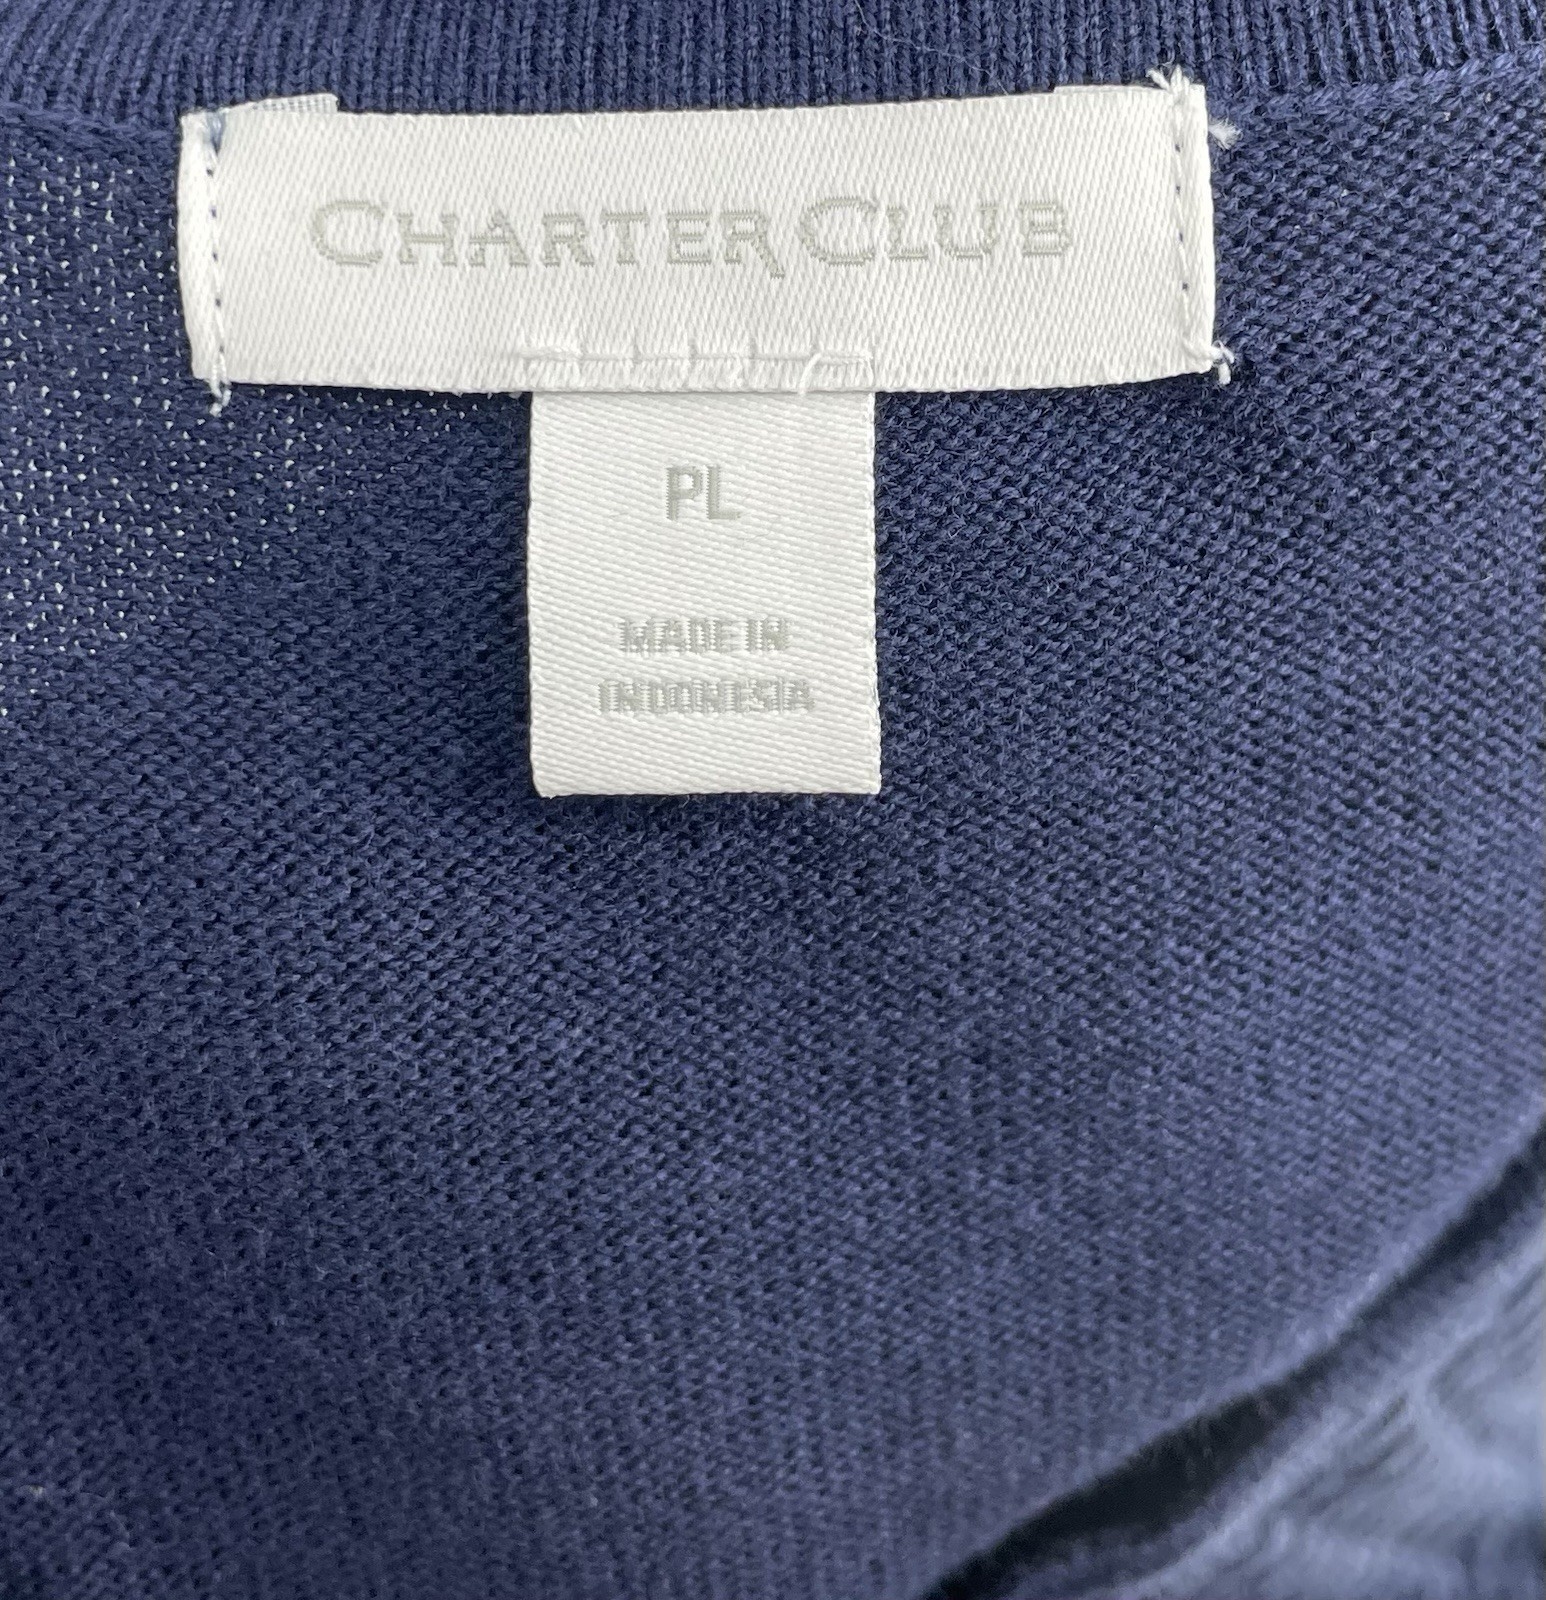 CHARTER CLUB
PL
MADE IN
INDONESIA